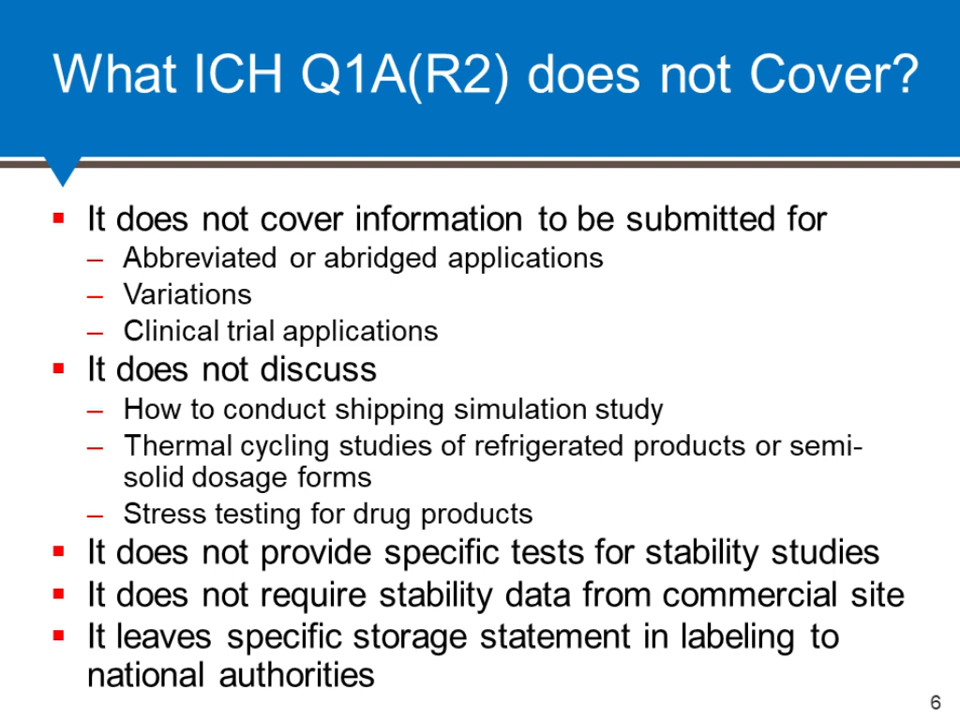 What ICH Q1A(R2) does not Cover?
▪ It does not cover information to be submitted for
– Abbreviated or abridged applications
– Variations
– Clinical trial applications
▪ It does not discuss
– How to conduct shipping simulation study
– Thermal cycling studies of refrigerated products or semi-
solid dosage forms
– Stress testing for drug products
▪ It does not provide specific tests for stability studies
▪ It does not require stability data from commercial site
▪ It leaves specific storage statement in labeling to
national authorities
6